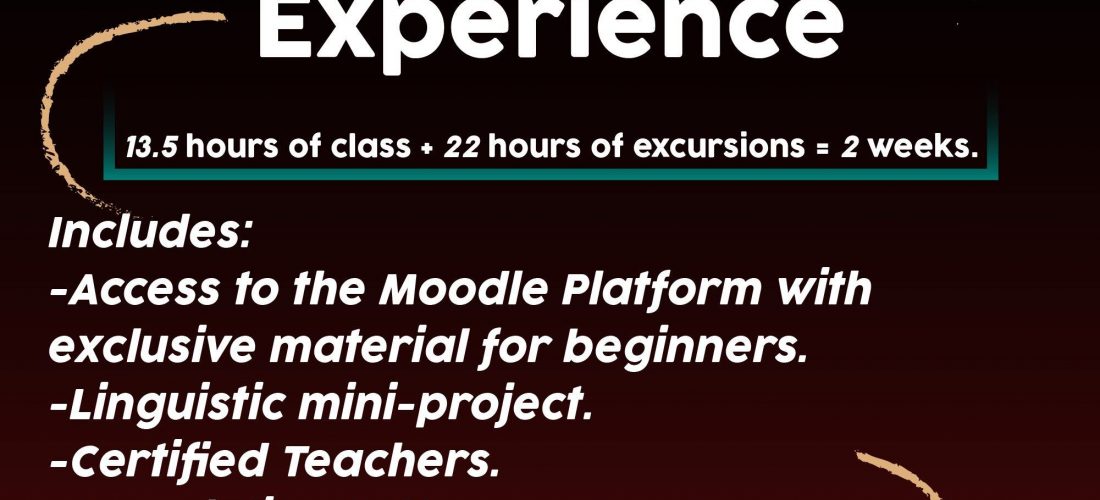 Experience
13.5 hours of class + 22 hours of excursions = 2 weeks.
Includes:
-Access to the Moodle Platform with
exclusive material for beginners.
-Linguistic mini-project.
-Certified Teachers.